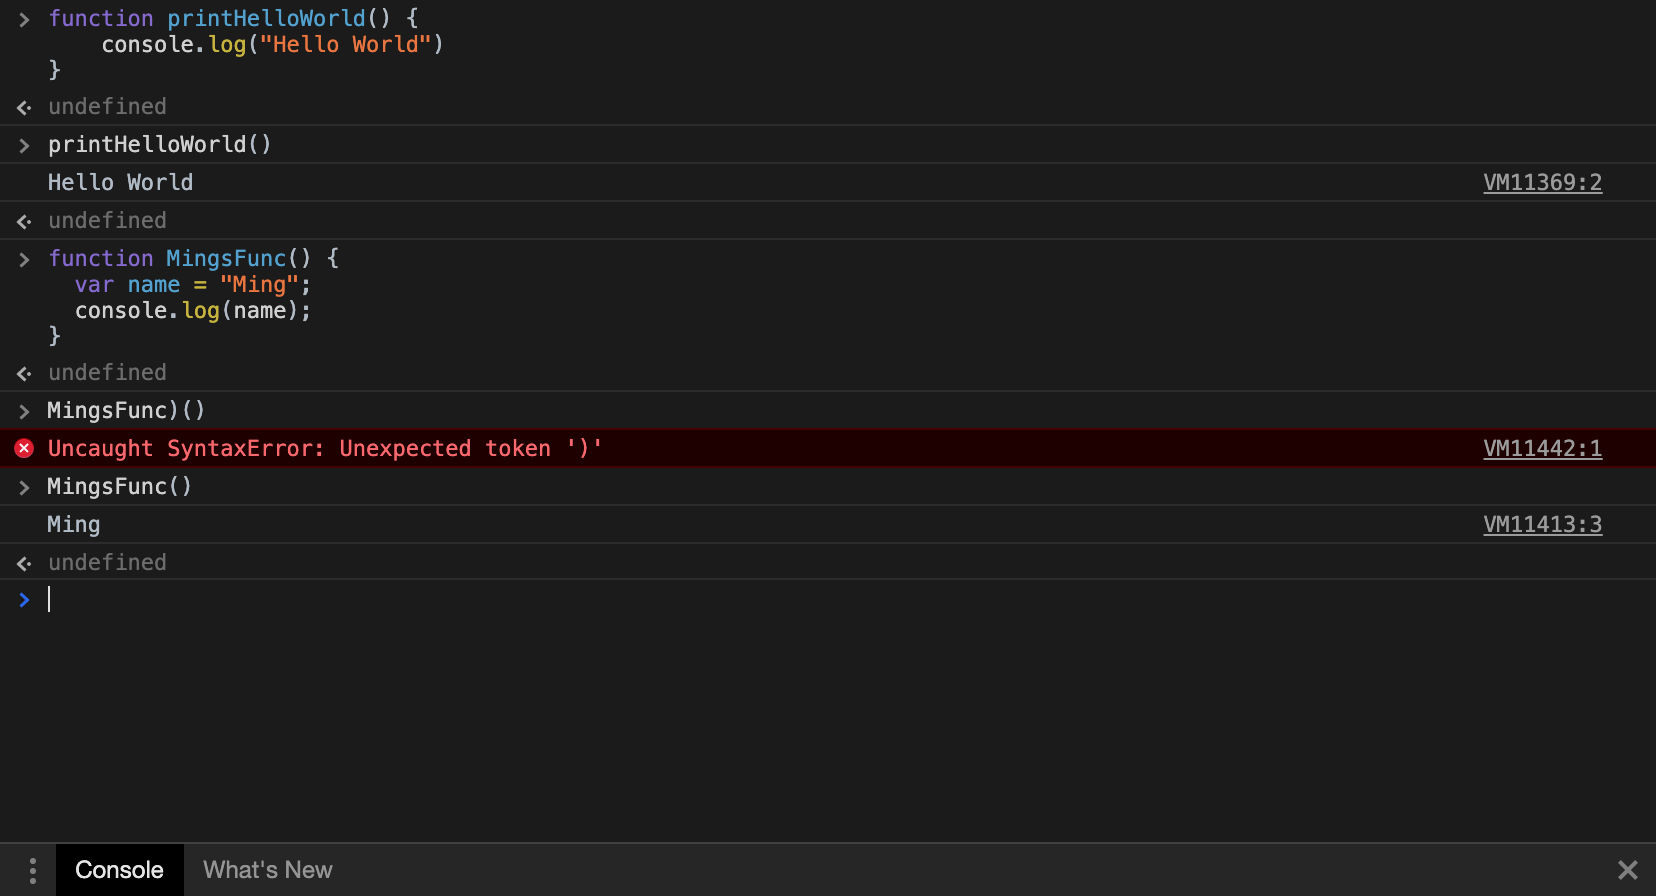 function printHelloWorld() {
    console.log("Hello World")
}
undefined
printHelloWorld()
Hello World VM11369:2
undefined
function MingsFunc() {
  var name = "Ming";
  console.log(name);
}
undefined
MingsFunc)()
Uncaught SyntaxError: Unexpected token ')' VM11442:1
MingsFunc()
Ming VM11413:3
undefined
Console What's New